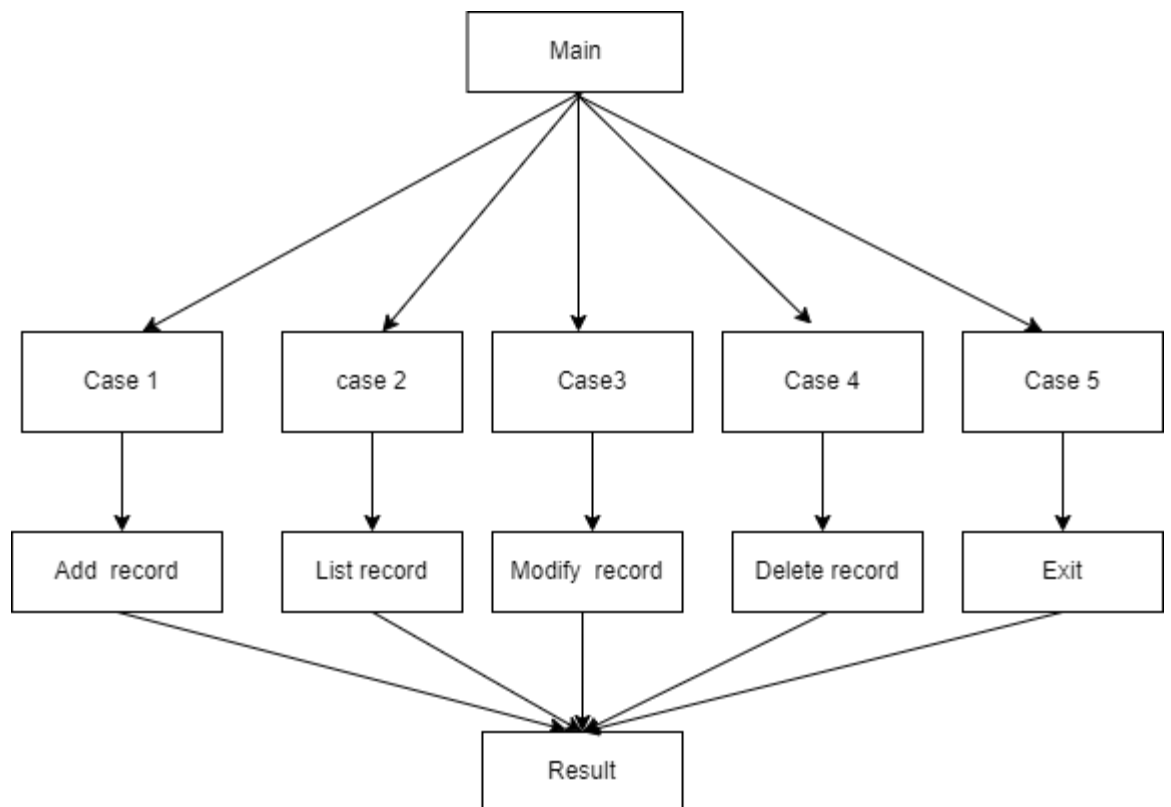 Main
Case 1
case 2
Case3
Case 4
Case 5
Add record
List record
Modify record
Delete record
Exit
Result